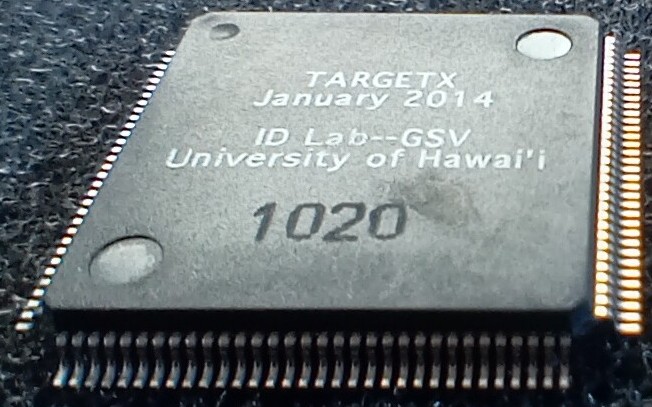 TARGETX
January 2014
ID Lab--GSV
University of Hawai'i
1020